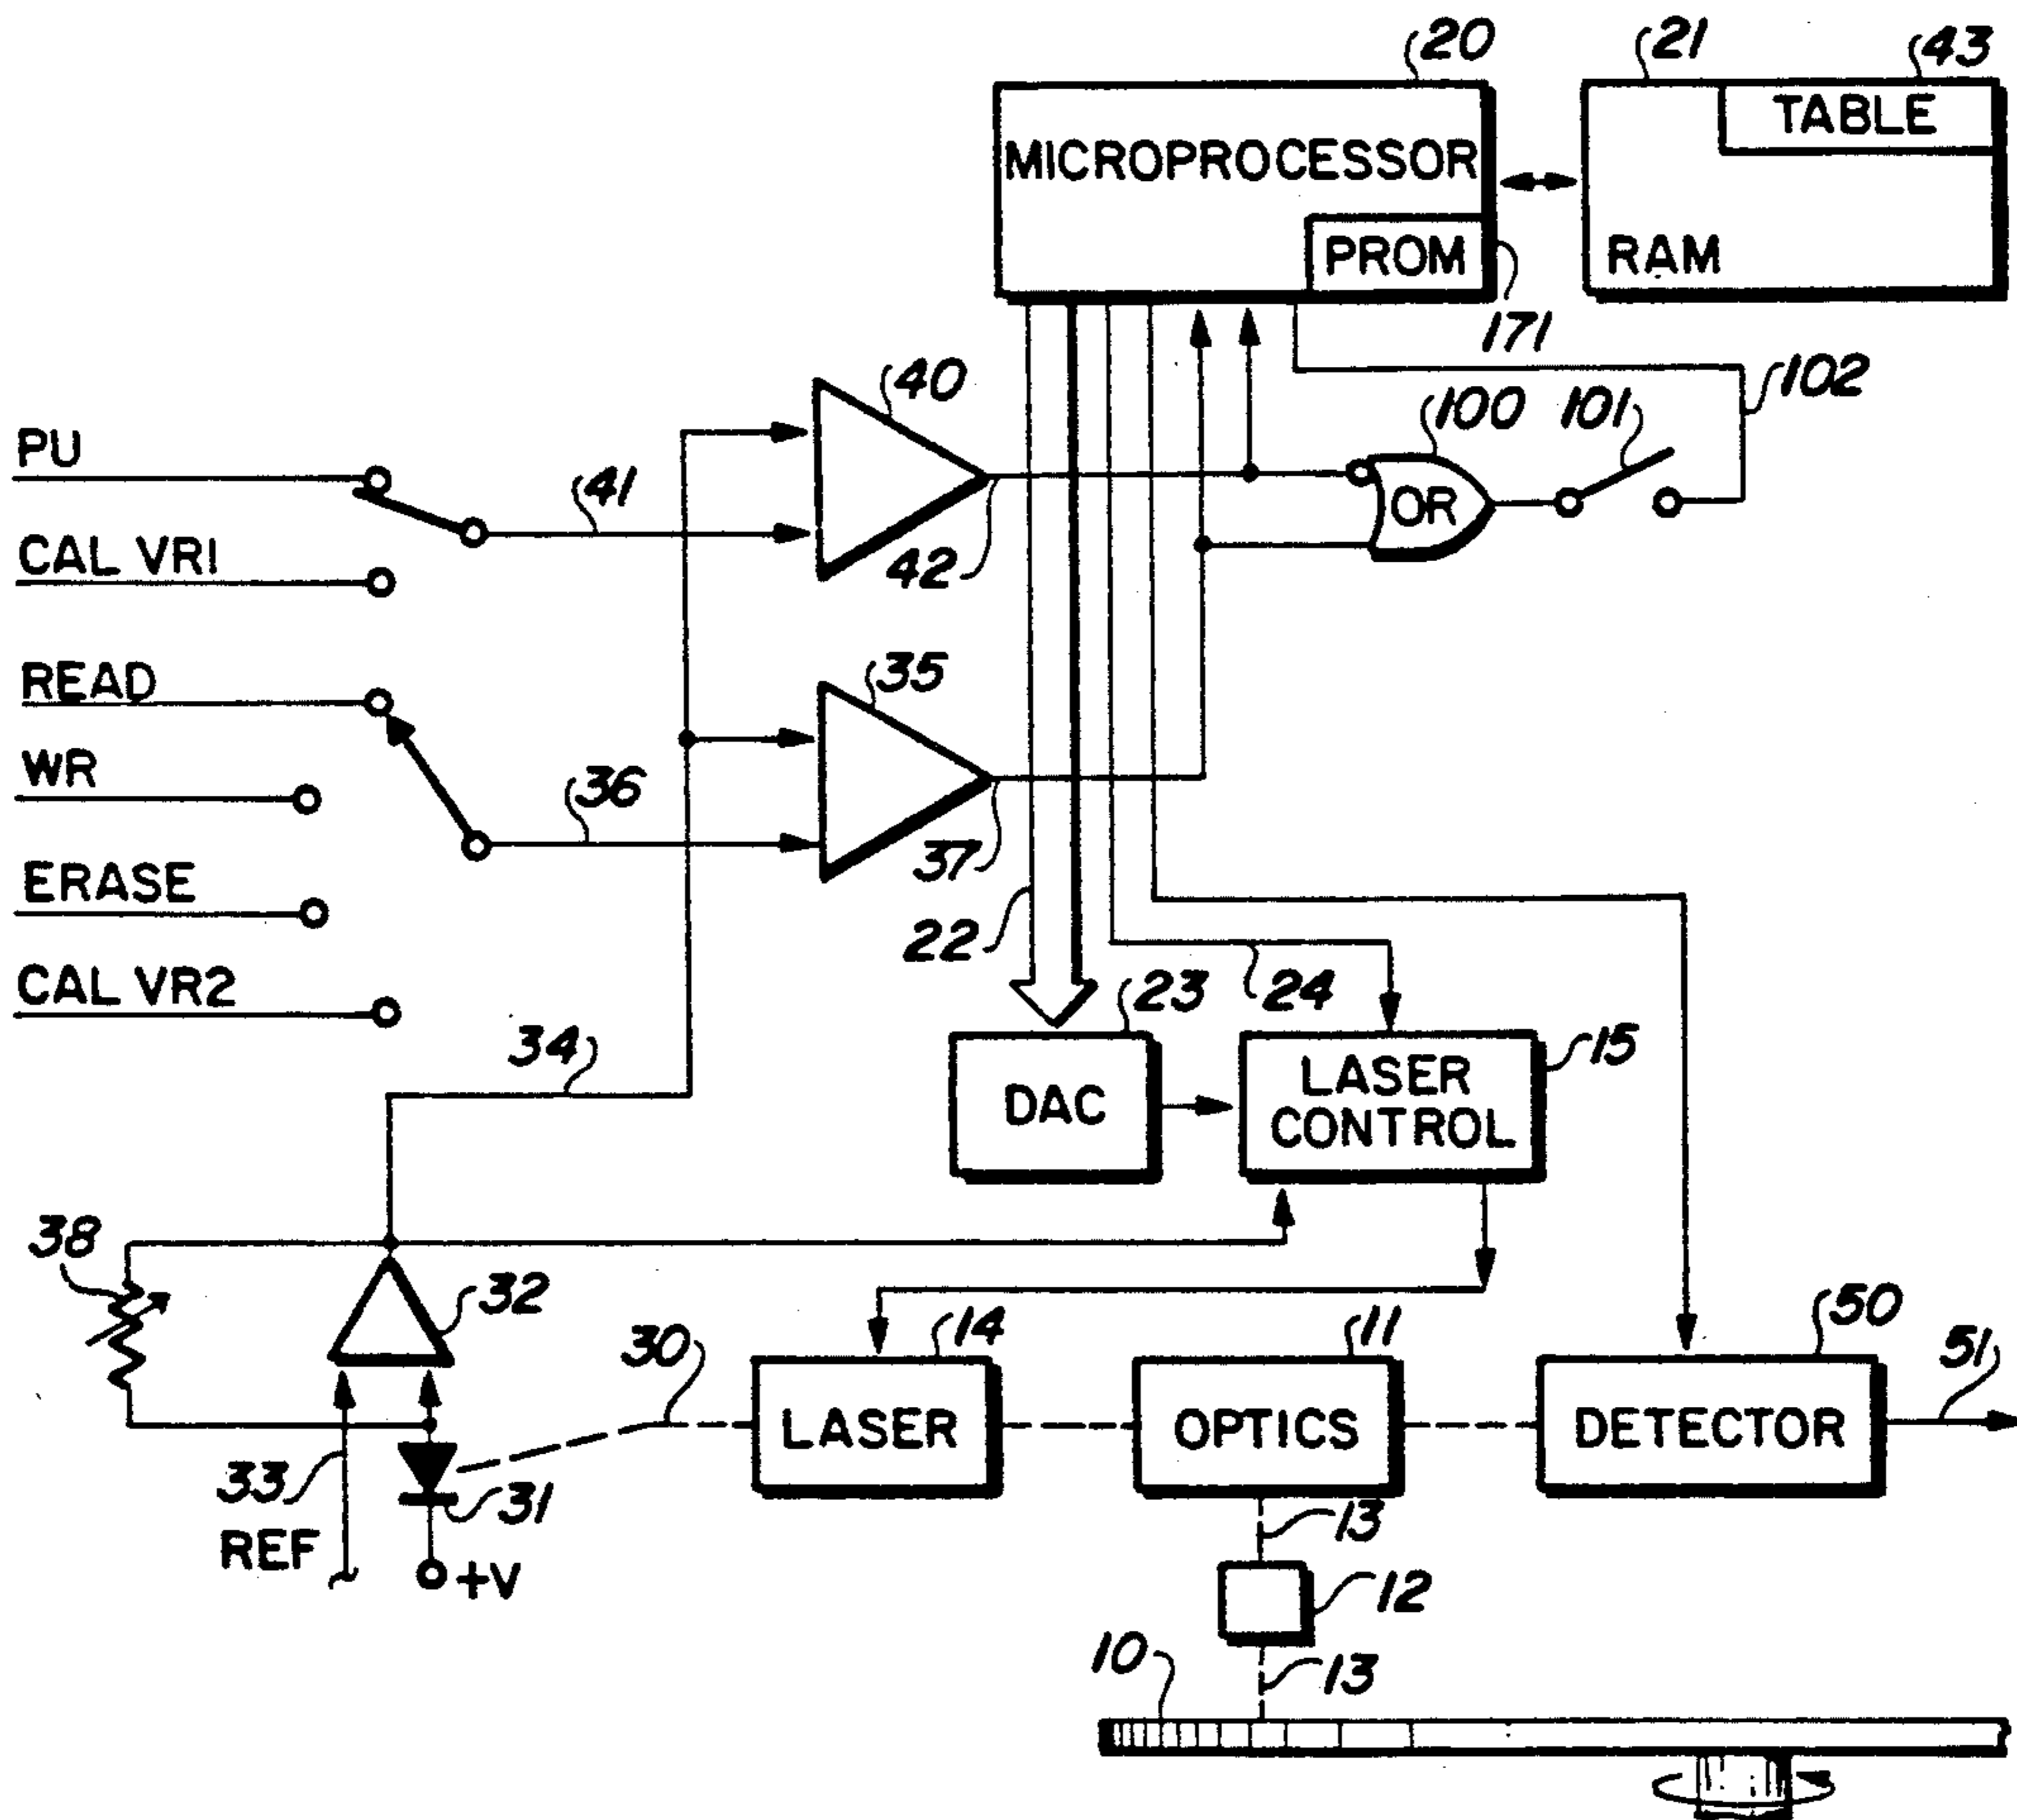 20
21
43
MICROPROCESSOR
TABLE
PROM
RAM
171
102
40
100
101
PU
41
OR
CAL VR1
42
READ
35
WR
36
37
ERASE
22
CAL VR2
23
24
34
15
DAC
LASER
CONTROL
38
32
30
14
11
50
51
LASER
OPTICS
DETECTOR
33
31
13
REF
+V
12
10
13